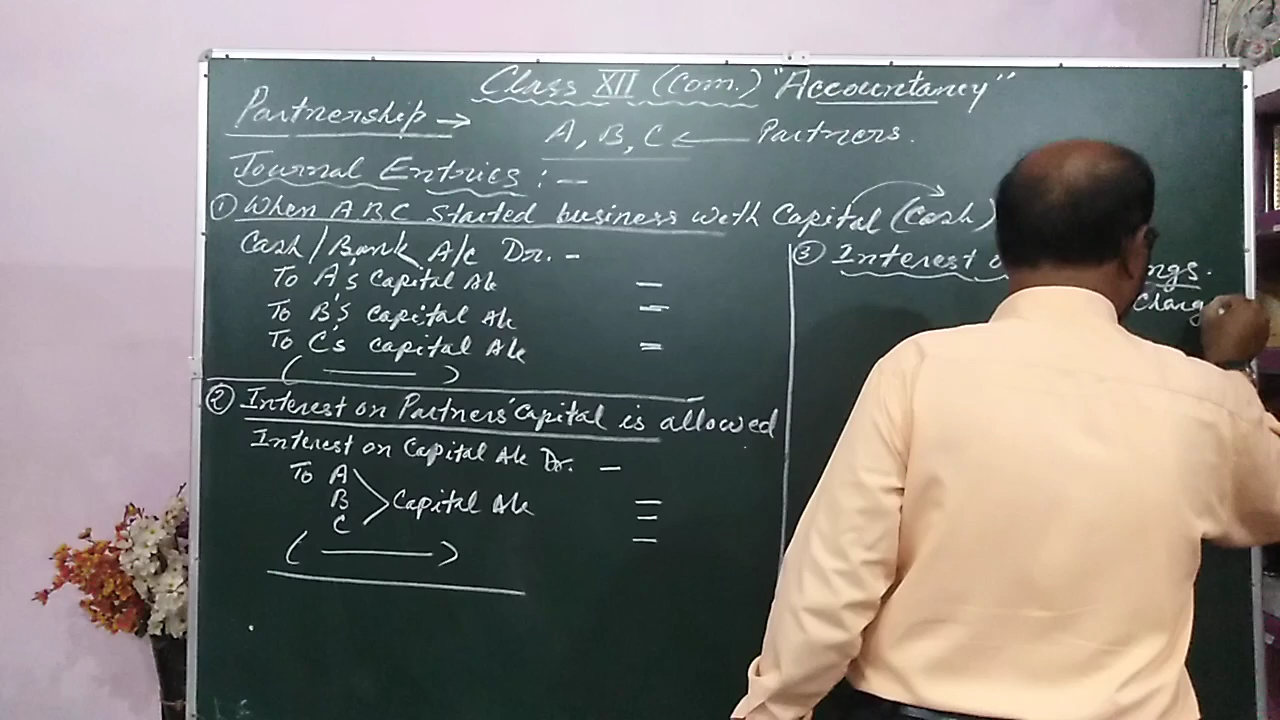 Class XII (Com.) "Accountancy"
Partnership →
A, B, C ← Partners.
Journal Entries : —
① When A B C Started business with Capital (Cash)
Cash/Bank A/c Dr. -
To A's Capital A/c =
To B's Capital A/c =
To C's Capital A/c =
( —— )
② Interest on Partners' Capital is allowed
Interest on Capital A/c Dr. —
To A
B
C
Capital A/c
( —— )
③ Interest
ngs.
Charg